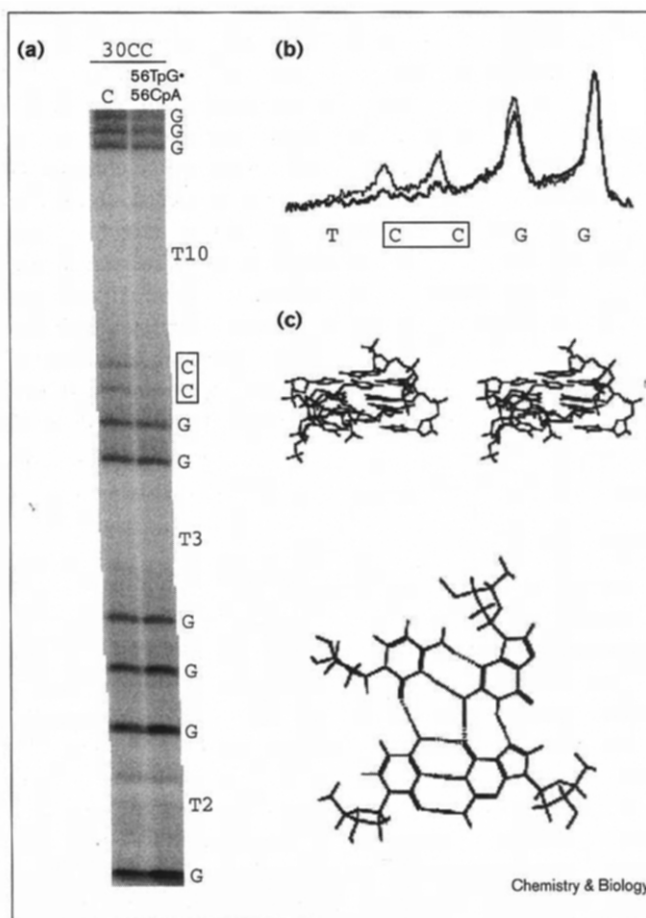 (a)
30CC
C
56TpG•
56CpA
G
G
G
T10
C
C
G
G
T3
G
G
G
T2
G
(b)
T C C G G
(c)
Chemistry & Biology